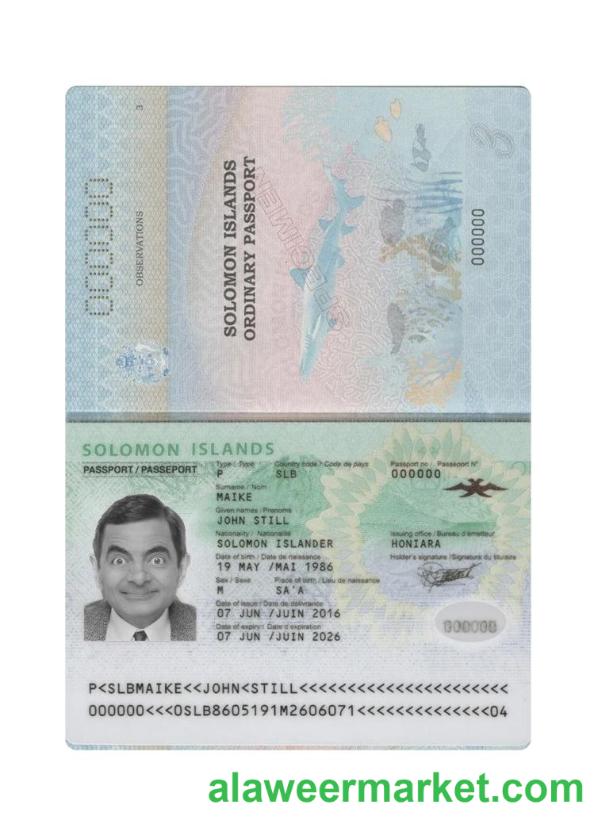 3
OBSERVATIONS
000000
SOLOMON ISLANDS
ORDINARY PASSPORT
SPECIMEN
000000
3
SOLOMON ISLANDS
PASSPORT / PASSEPORT
Type / Type Country code / Code de pays Passport no / Passeport N°
P SLB 000000
Surname / Nom
MAIKE
Given names / Prenoms
JOHN STILL
Nationality / Nationalité Issuing office / Bureau d'émetteur
SOLOMON ISLANDER HONIARA
Date of birth / Date de naissance Holder's signature /Signature du titulaire
19 MAY /MAI 1986
Sex / Sexe Place of birth / Lieu de naissance
M SA'A
Date of issue / Date de délivrance
07 JUN /JUIN 2016
Date of expiry / Date d'expiration
07 JUN /JUIN 2026
000000
P<SLBMAIKE<<JOHN<STILL<<<<<<<<<<<<<<<<<<<<<<
000000<<<0SLB8605191M2606071<<<<<<<<<<<<<<04
alaweermarket.com